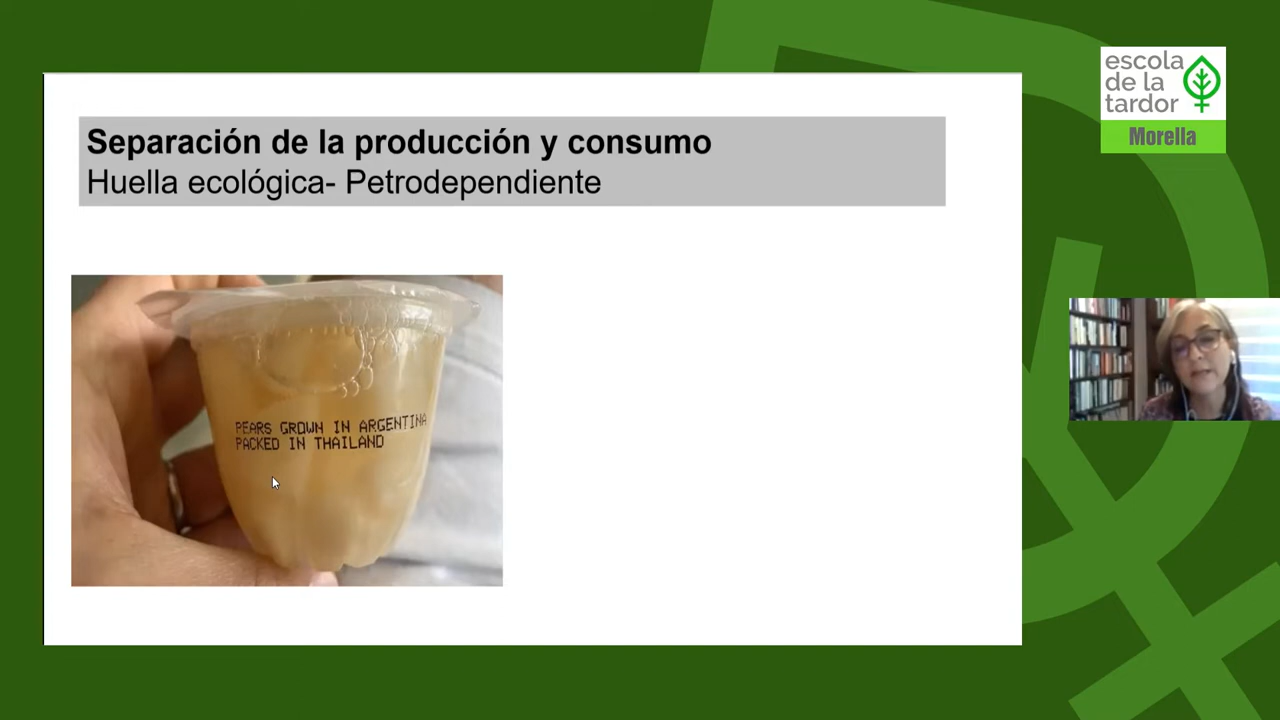 Separación de la producción y consumo
Huella ecológica- Petrodependiente
PEARS GROWN IN ARGENTINA
PACKED IN THAILAND
escola
de la
tardor
Morella